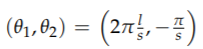 (θ₁, θ₂) = (2π l/s, −π/s)